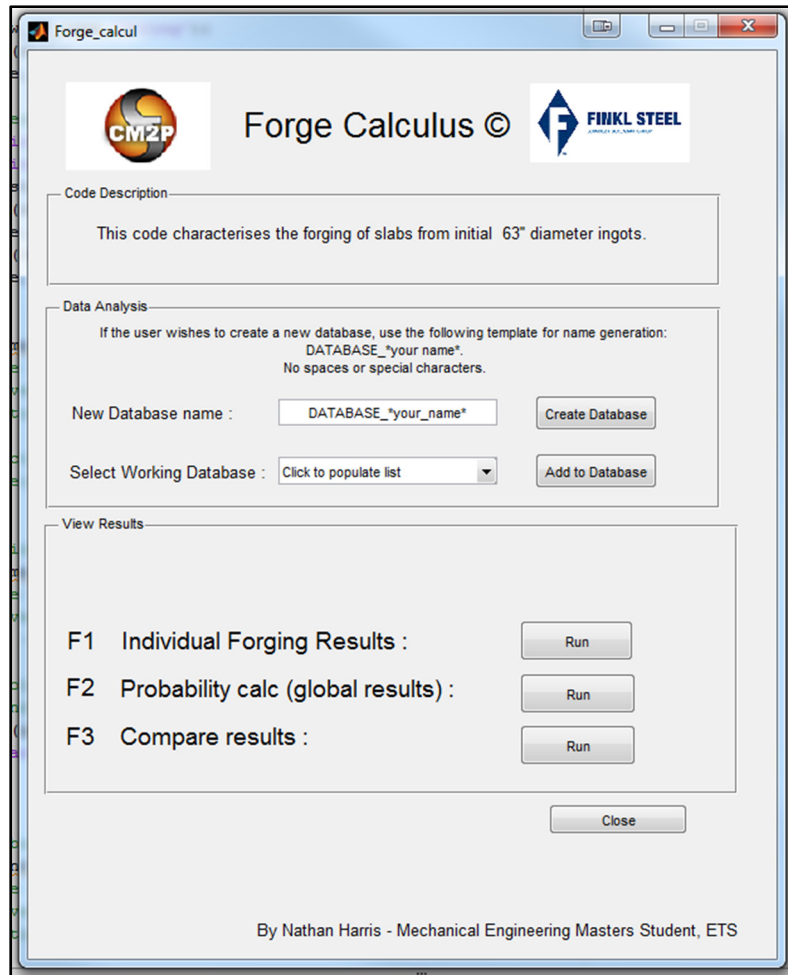 Forge_calcul
CM2P
Forge Calculus ©
FINKL STEEL
Code Description
This code characterises the forging of slabs from initial 63" diameter ingots.
Data Analysis
If the user wishes to create a new database, use the following template for name generation:
DATABASE_*your name*.
No spaces or special characters.
New Database name :
DATABASE_*your_name*
Create Database
Select Working Database :
Click to populate list
Add to Database
View Results
F1 Individual Forging Results :
Run
F2 Probability calc (global results) :
Run
F3 Compare results :
Run
Close
By Nathan Harris - Mechanical Engineering Masters Student, ETS